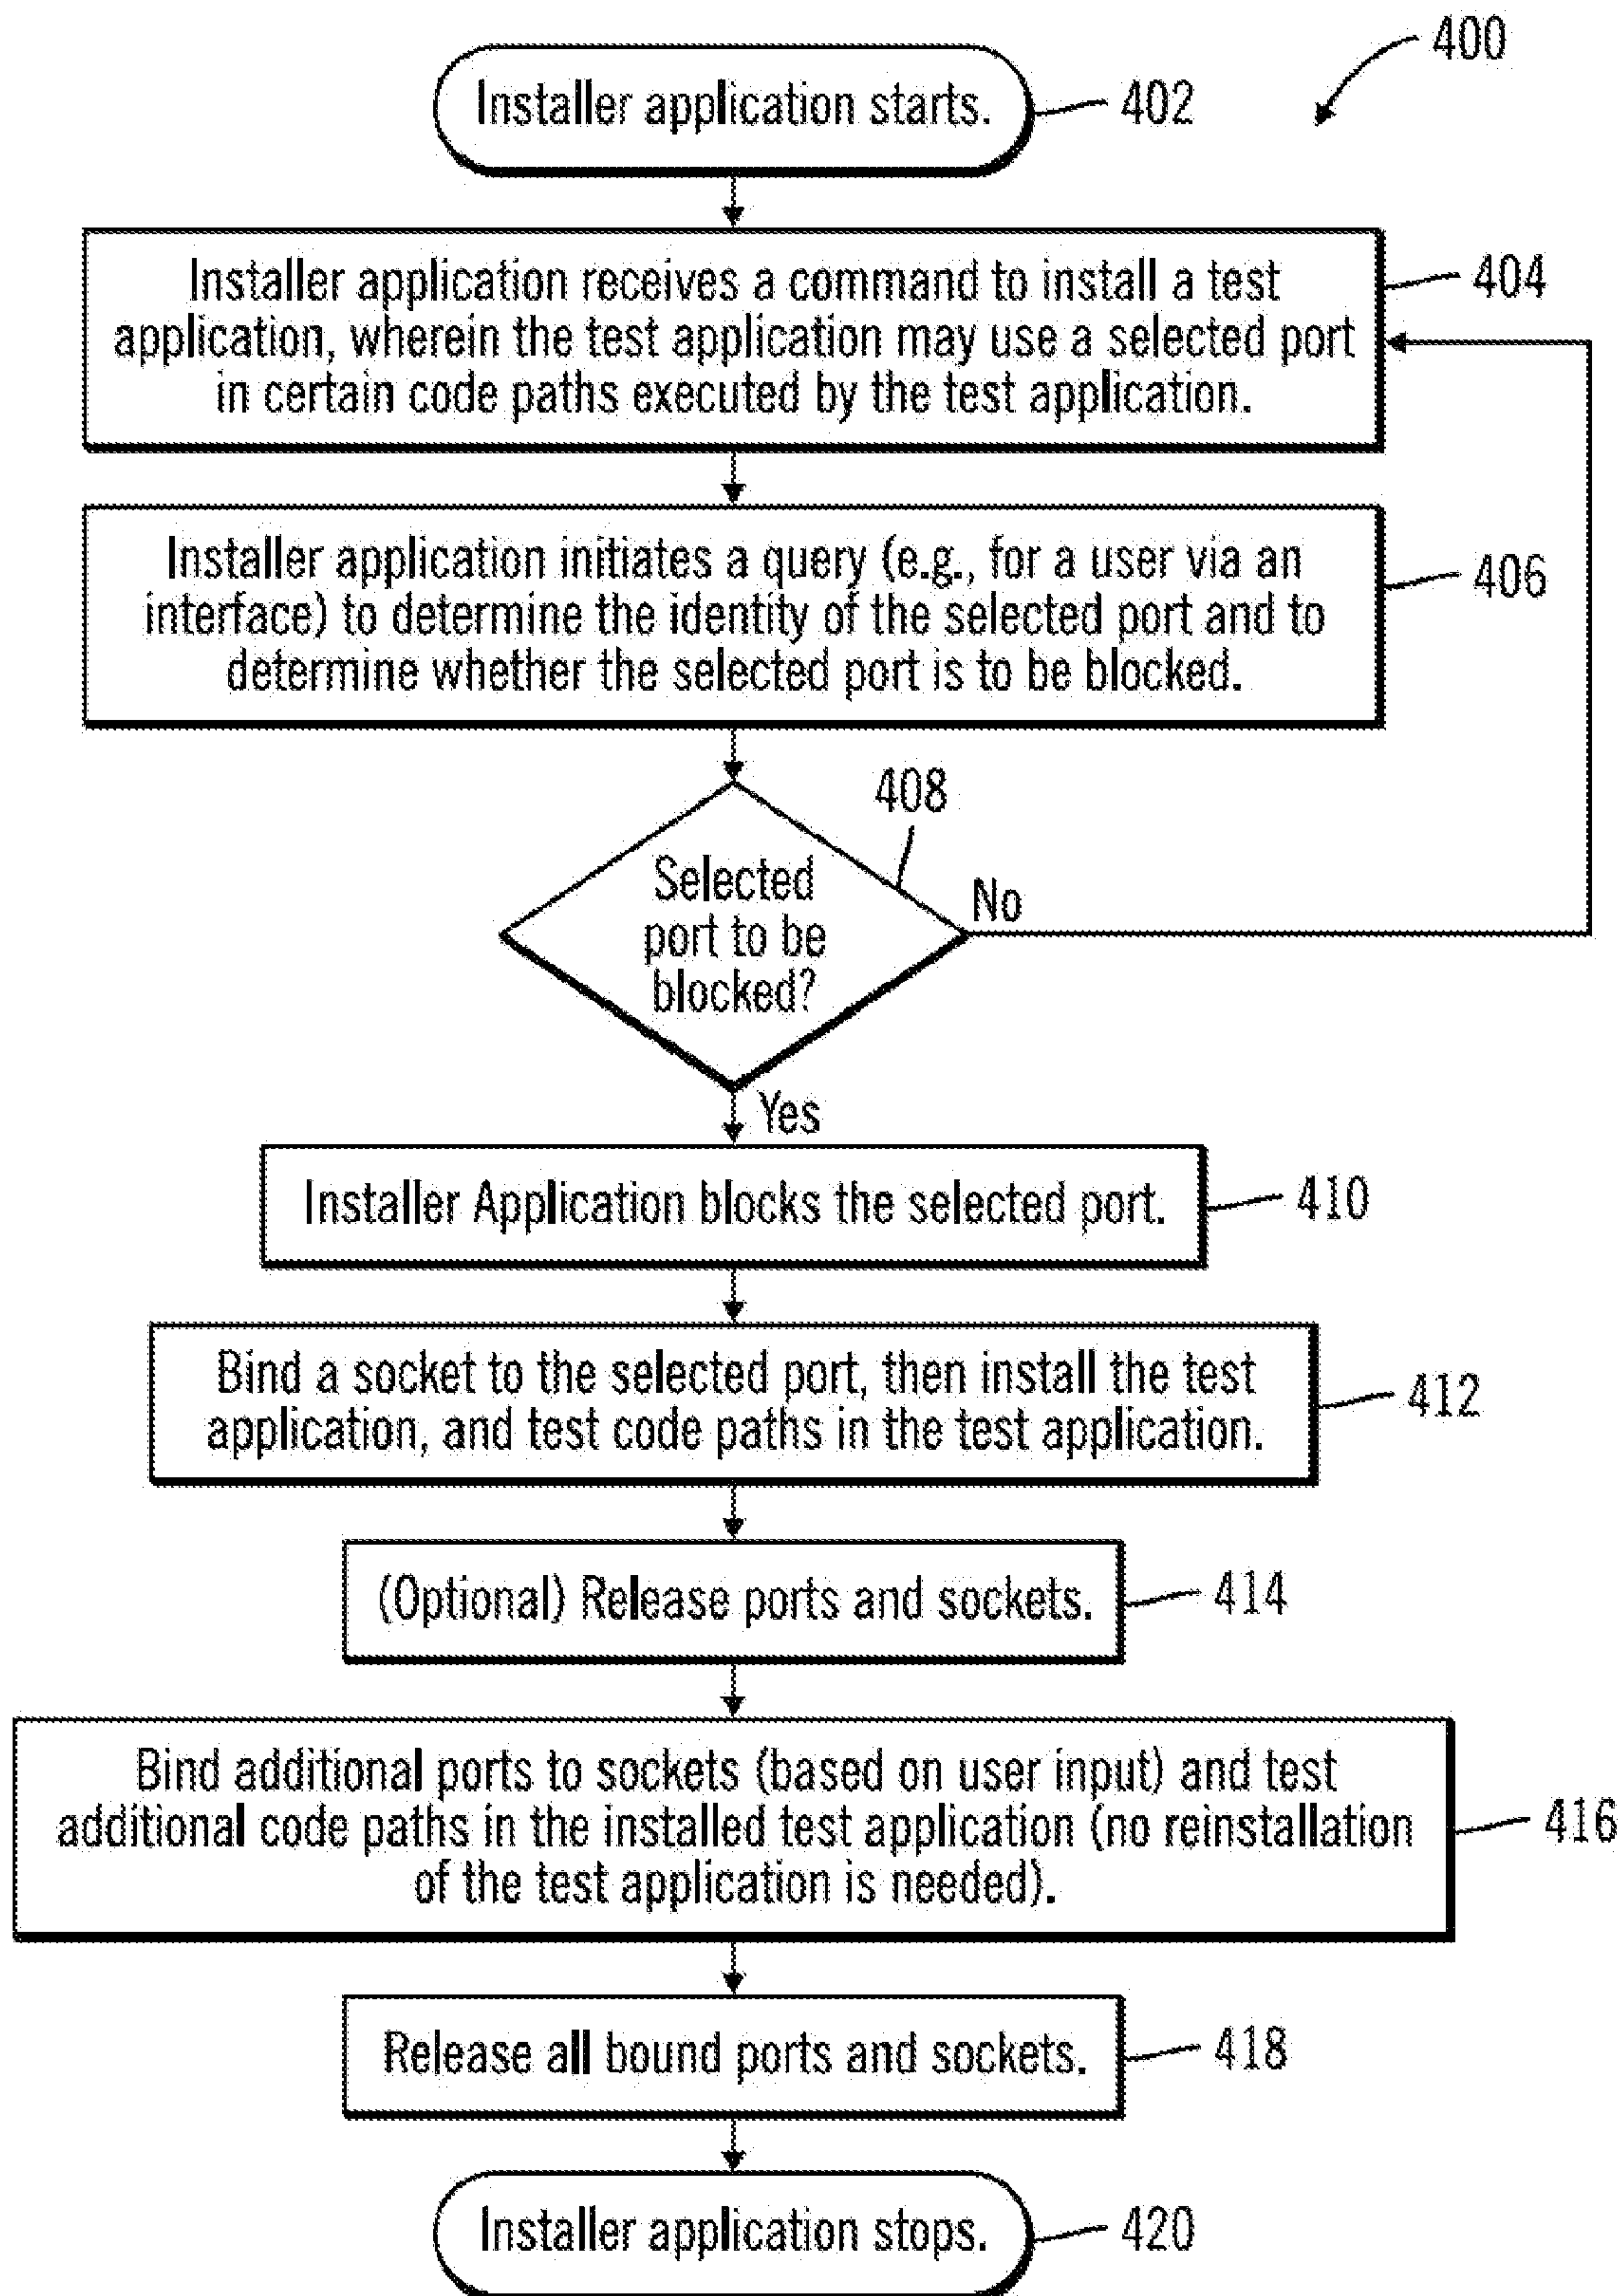 400
Installer application starts.
402
Installer application receives a command to install a test
application, wherein the test application may use a selected port
in certain code paths executed by the test application.
404
Installer application initiates a query (e.g., for a user via an
interface) to determine the identity of the selected port and to
determine whether the selected port is to be blocked.
406
408
Selected
port to be
blocked?
No
Yes
Installer Application blocks the selected port.
410
Bind a socket to the selected port, then install the test
application, and test code paths in the test application.
412
(Optional) Release ports and sockets.
414
Bind additional ports to sockets (based on user input) and test
additional code paths in the installed test application (no reinstallation
of the test application is needed).
416
Release all bound ports and sockets.
418
Installer application stops.
420